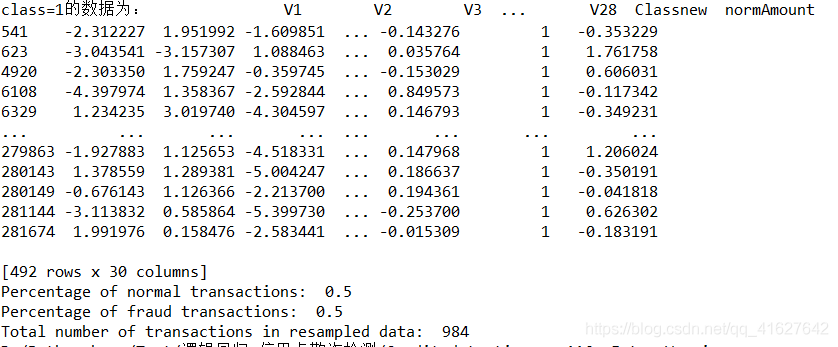 class=1的数据为: V1 V2 V3 ... V28 Classnew normAmount
541 -2.312227 1.951992 -1.609851 ... -0.143276 1 -0.353229
623 -3.043541 -3.157307 1.088463 ... 0.035764 1 1.761758
4920 -2.303350 1.759247 -0.359745 ... -0.153029 1 0.606031
6108 -4.397974 1.358367 -2.592844 ... 0.849573 1 -0.117342
6329 1.234235 3.019740 -4.304597 ... 0.146793 1 -0.349231
... ... ... ... ... ... ... ...
279863 -1.927883 1.125653 -4.518331 ... 0.147968 1 1.206024
280143 1.378559 1.289381 -5.004247 ... 0.186637 1 -0.350191
280149 -0.676143 1.126366 -2.213700 ... 0.194361 1 -0.041818
281144 -3.113832 0.585864 -5.399730 ... -0.253700 1 0.626302
281674 1.991976 0.158476 -2.583441 ... -0.015309 1 -0.183191
[492 rows x 30 columns]
Percentage of normal transactions: 0.5
Percentage of fraud transactions: 0.5
Total number of transactions in resampled data: 984
https://blog.csdn.net/qq_41627642